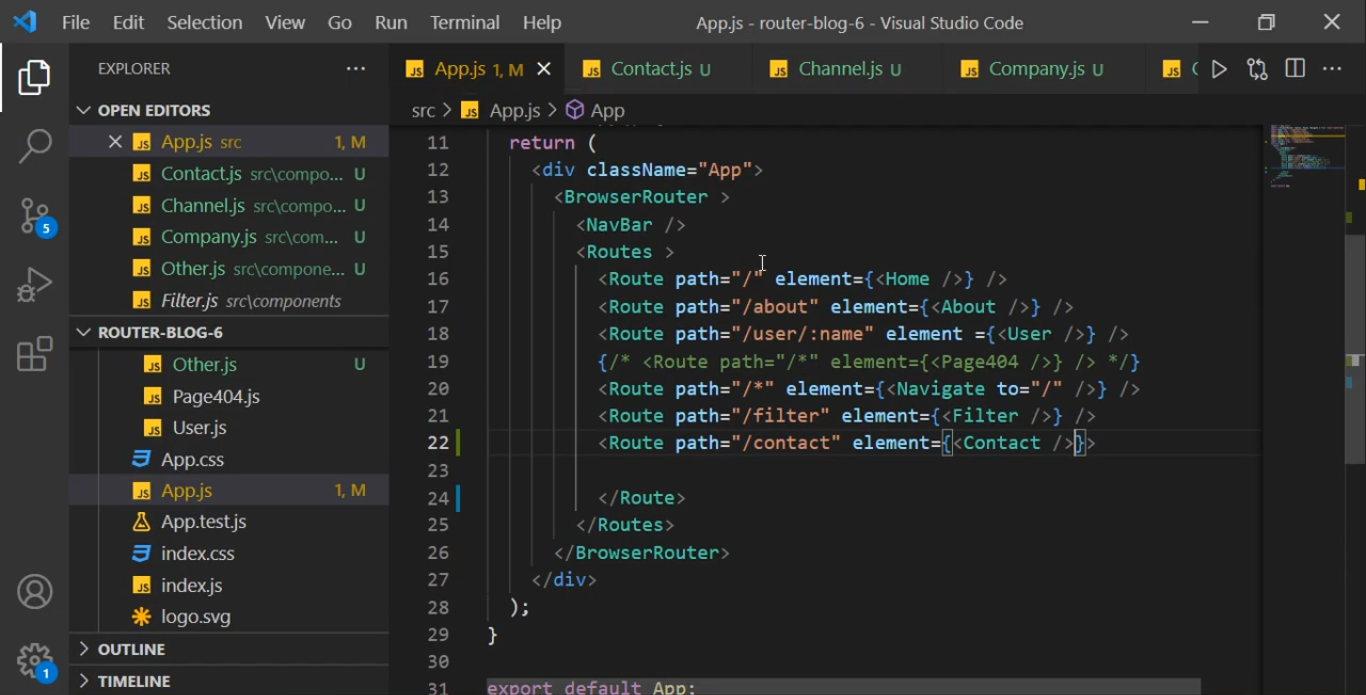 File Edit Selection View Go Run Terminal Help App.js - router-blog-6 - Visual Studio Code
EXPLORER
App.js 1, M
Contact.js U
Channel.js U
Company.js U
OPEN EDITORS
App.js src 1, M
Contact.js src\compo... U
Channel.js src\compo... U
Company.js src\com... U
Other.js src\compone... U
Filter.js src\components
ROUTER-BLOG-6
Other.js U
Page404.js
User.js
App.css
App.js 1, M
App.test.js
index.css
index.js
logo.svg
OUTLINE
TIMELINE
5
1
src > App.js > App
11 return (
12 <div className="App">
13 <BrowserRouter >
14 <NavBar />
15 <Routes >
16 <Route path="/" element={<Home />} />
17 <Route path="/about" element={<About />} />
18 <Route path="/user/:name" element ={<User />} />
19 {/* <Route path="/*" element={<Page404 />} /> */}
20 <Route path="/*" element={<Navigate to="/" />} />
21 <Route path="/filter" element={<Filter />} />
22 <Route path="/contact" element={<Contact />}>
23
24 </Route>
25 </Routes>
26 </BrowserRouter>
27 </div>
28 );
29 }
30
31 export default App;